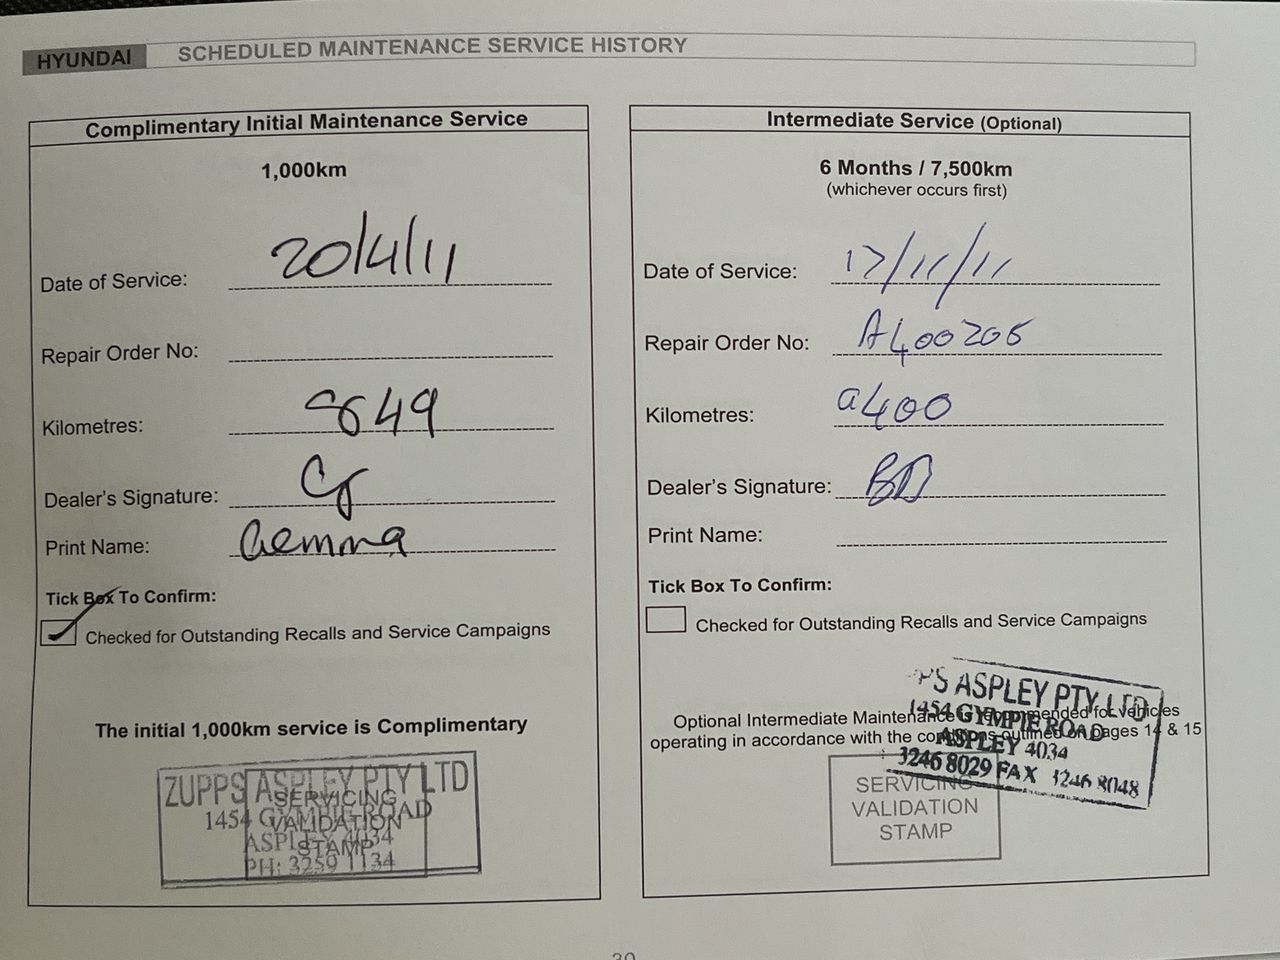 HYUNDAI SCHEDULED MAINTENANCE SERVICE HISTORY
Complimentary Initial Maintenance Service
1,000km
Date of Service: 20/4/11
Repair Order No:
Kilometres: 8649
Dealer's Signature:
Print Name: Gemma
Tick Box To Confirm:
Checked for Outstanding Recalls and Service Campaigns
The initial 1,000km service is Complimentary
ZUPPS ASPLEY PTY LTD
1454 GYMPIE ROAD
ASPLEY 4034
PH: 3259 1134
SERVICING
VALIDATION
STAMP
Intermediate Service (Optional)
6 Months / 7,500km
(whichever occurs first)
Date of Service: 17/11/11
Repair Order No: A400205
Kilometres: 9400
Dealer's Signature: BD
Print Name:
Tick Box To Confirm:
Checked for Outstanding Recalls and Service Campaigns
Optional Intermediate Maintenance is recommended for vehicles
operating in accordance with the conditions outlined on pages 14 & 15
PS ASPLEY PTY LTD
1454 GYMPIE ROAD
ASPLEY 4034
3246 8029 FAX 3246 8048
SERVICING
VALIDATION
STAMP
30